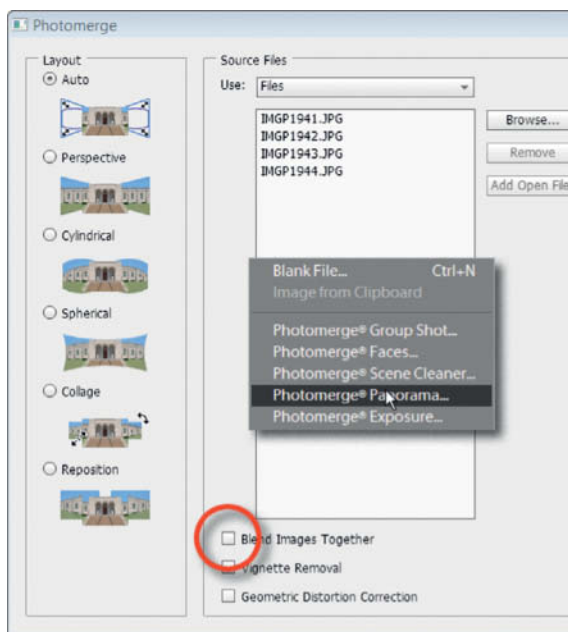 Photomerge
Layout
Auto
Perspective
Cylindrical
Spherical
Collage
Reposition
Source Files
Use: Files
IMGP1941.JPG
IMGP1942.JPG
IMGP1943.JPG
IMGP1944.JPG
Browse...
Remove
Add Open File
Blank File... Ctrl+N
Image from Clipboard
Photomerge® Group Shot...
Photomerge® Faces...
Photomerge® Scene Cleaner...
Photomerge® Panorama...
Photomerge® Exposure...
Blend Images Together
Vignette Removal
Geometric Distortion Correction